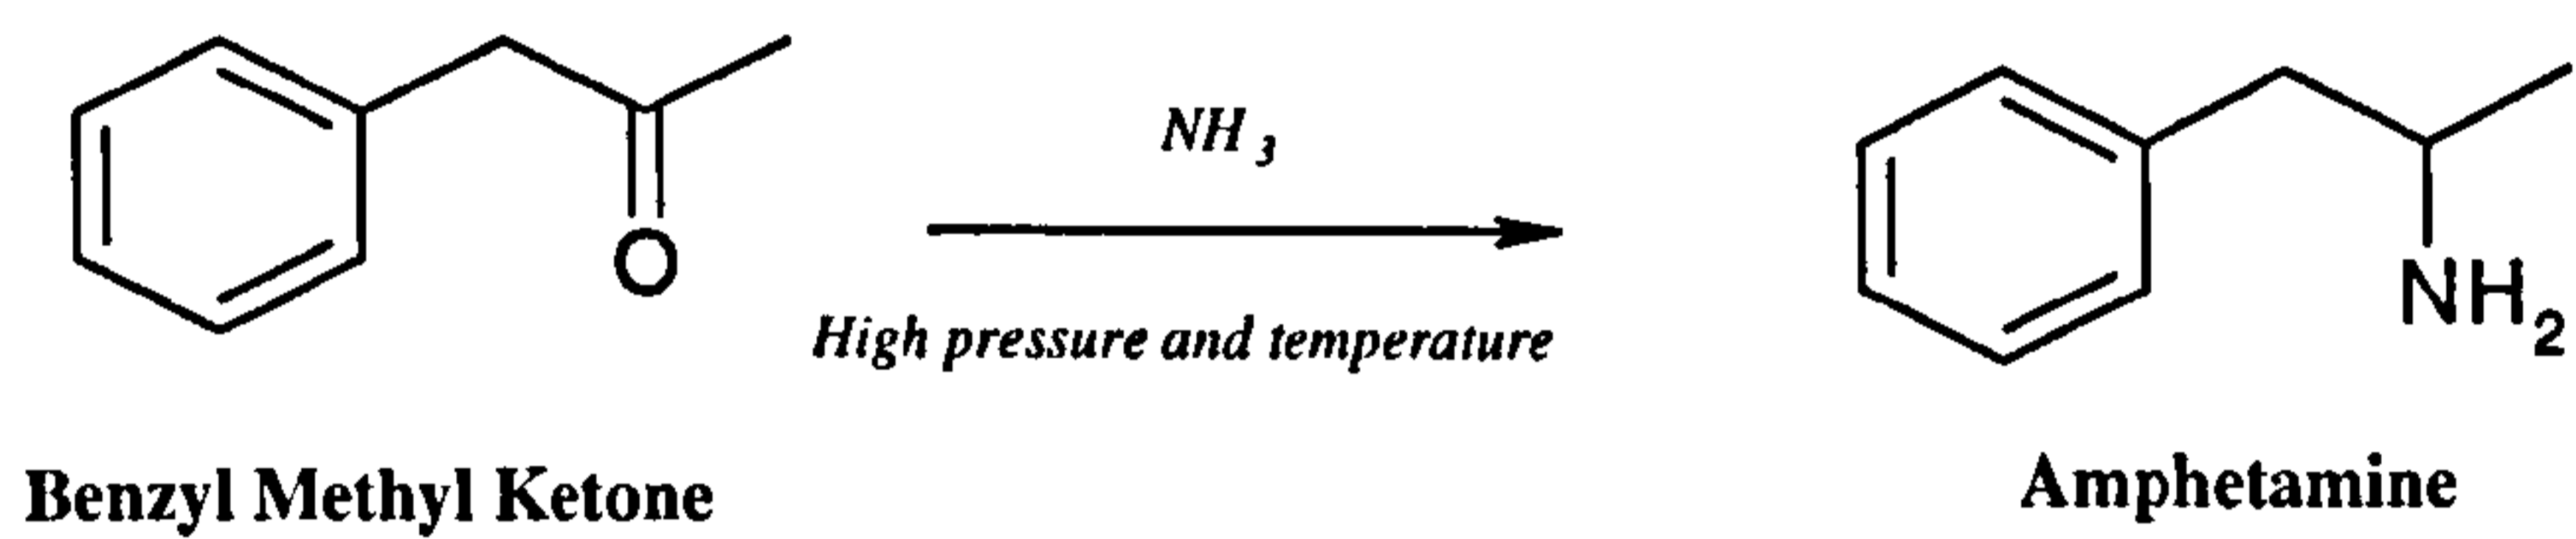 NH3
O
High pressure and temperature
NH2
Benzyl Methyl Ketone
Amphetamine